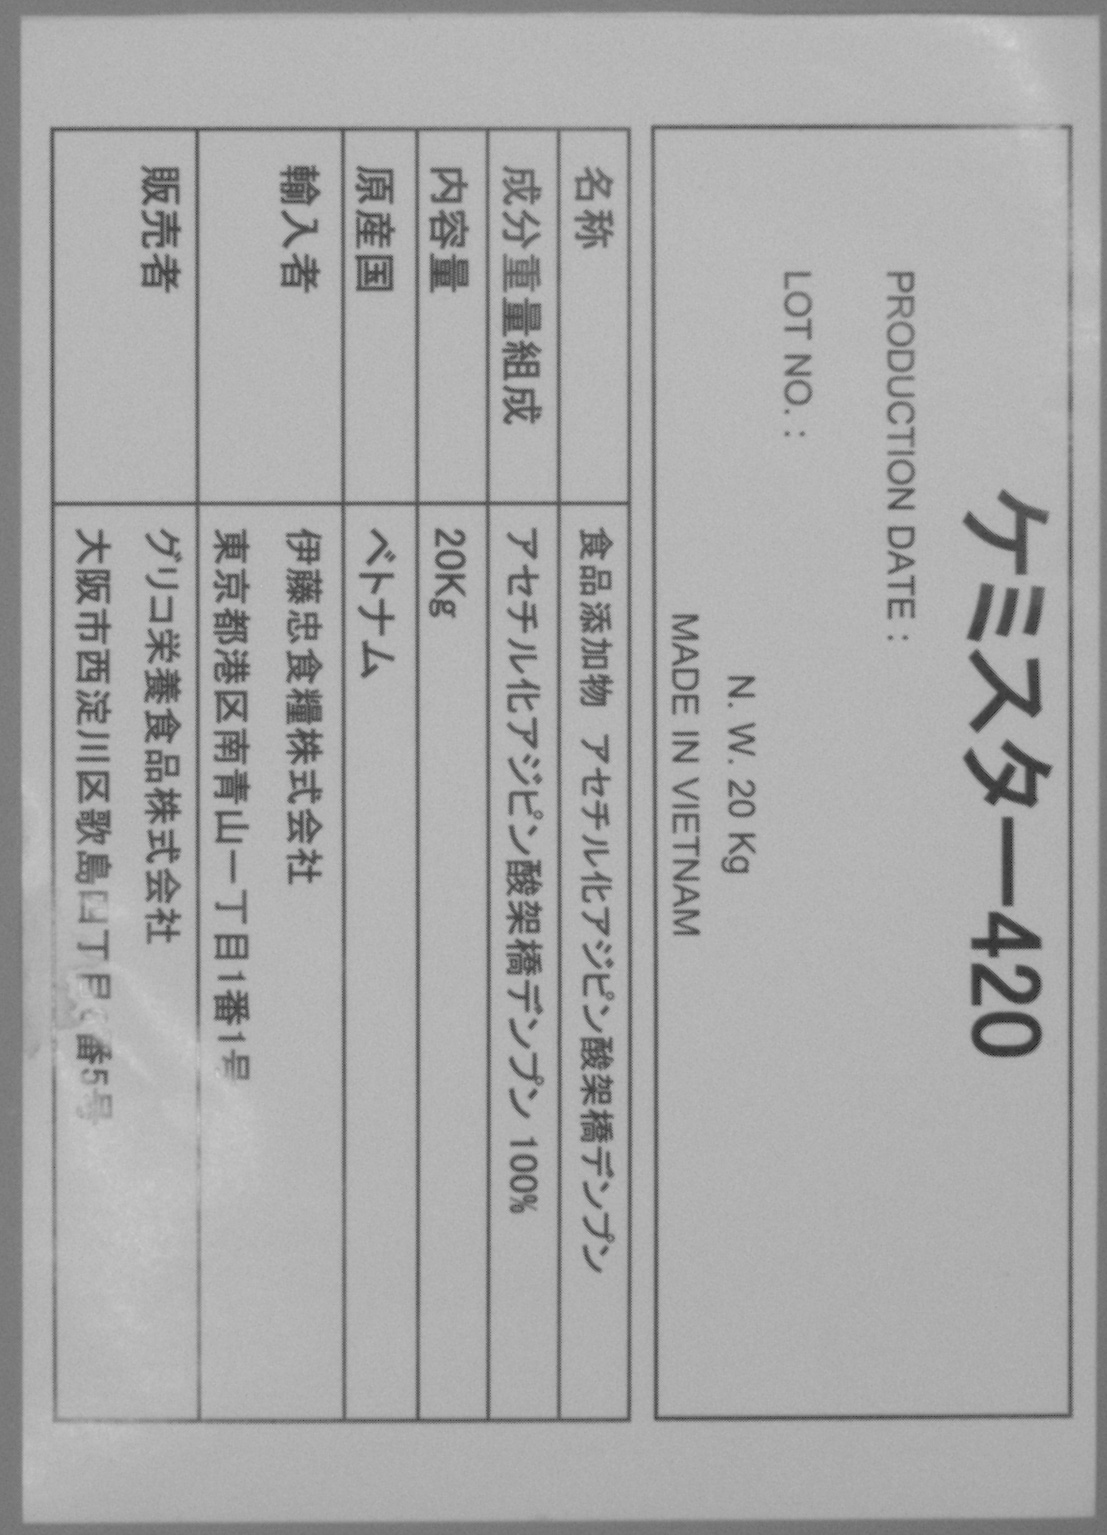 ケミスター420
PRODUCTION DATE :
LOT NO. :
N. W. 20 Kg
MADE IN VIETNAM
名称 食品添加物 アセチル化アジピン酸架橋デンプン
成分重量組成 アセチル化アジピン酸架橋デンプン 100%
内容量 20Kg
原産国 ベトナム
輸入者 伊藤忠食糧株式会社
東京都港区南青山一丁目1番1号
販売者 グリコ栄養食品株式会社
大阪市西淀川区歌島四丁目 番5号